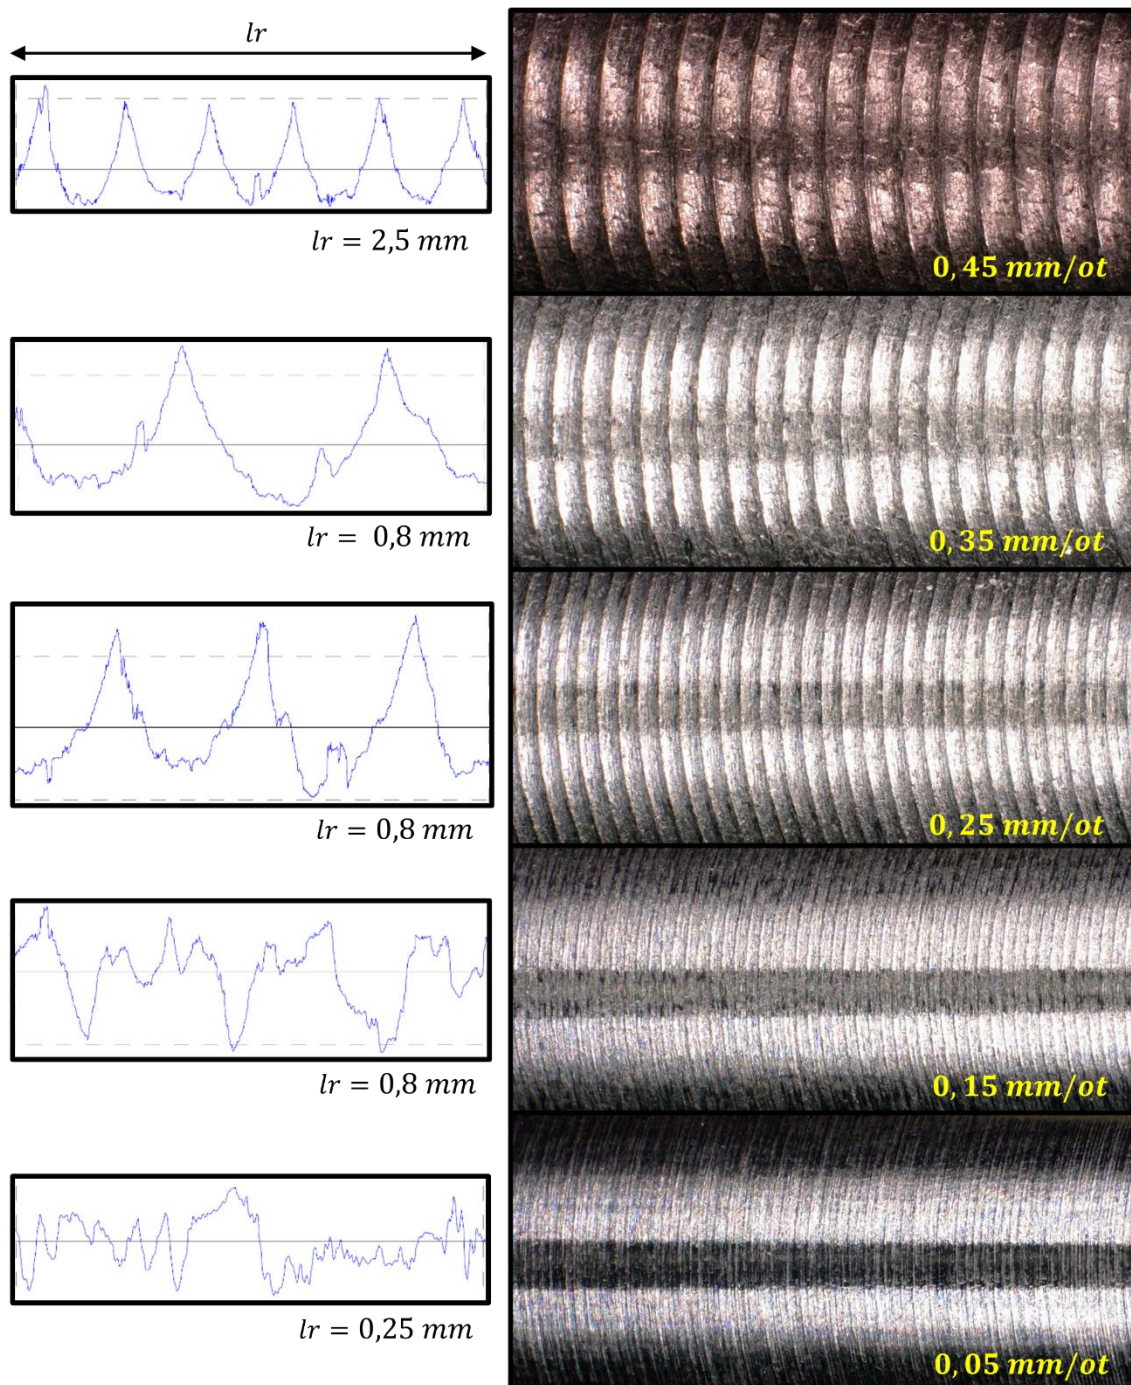 lr
lr = 2,5 mm
0,45 mm/ot
lr = 0,8 mm
0,35 mm/ot
lr = 0,8 mm
0,25 mm/ot
lr = 0,8 mm
0,15 mm/ot
lr = 0,25 mm
0,05 mm/ot